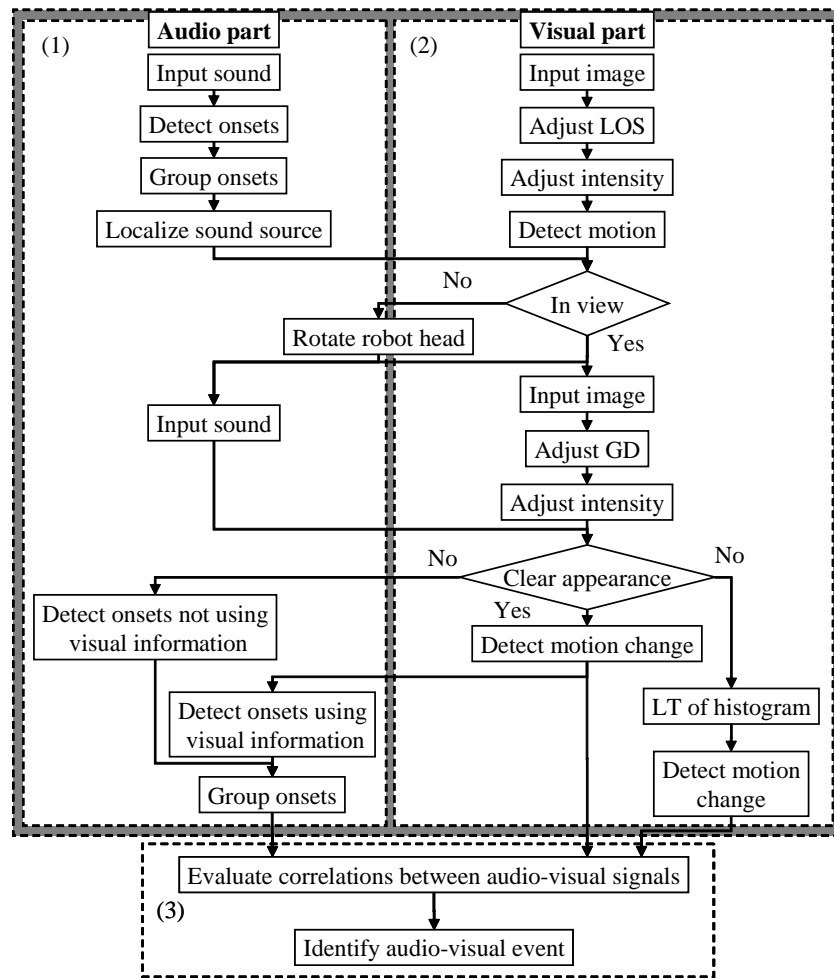 Audio part
Visual part
(1)
(2)
Input sound
Input image
Detect onsets
Adjust LOS
Group onsets
Adjust intensity
Localize sound source
Detect motion
No
In view
Rotate robot head
Yes
Input image
Input sound
Adjust GD
Adjust intensity
No
No
Clear appearance
Detect onsets not using
visual information
Yes
Detect motion change
Detect onsets using
visual information
LT of histogram
Detect motion
change
Group onsets
Evaluate correlations between audio-visual signals
(3)
Identify audio-visual event